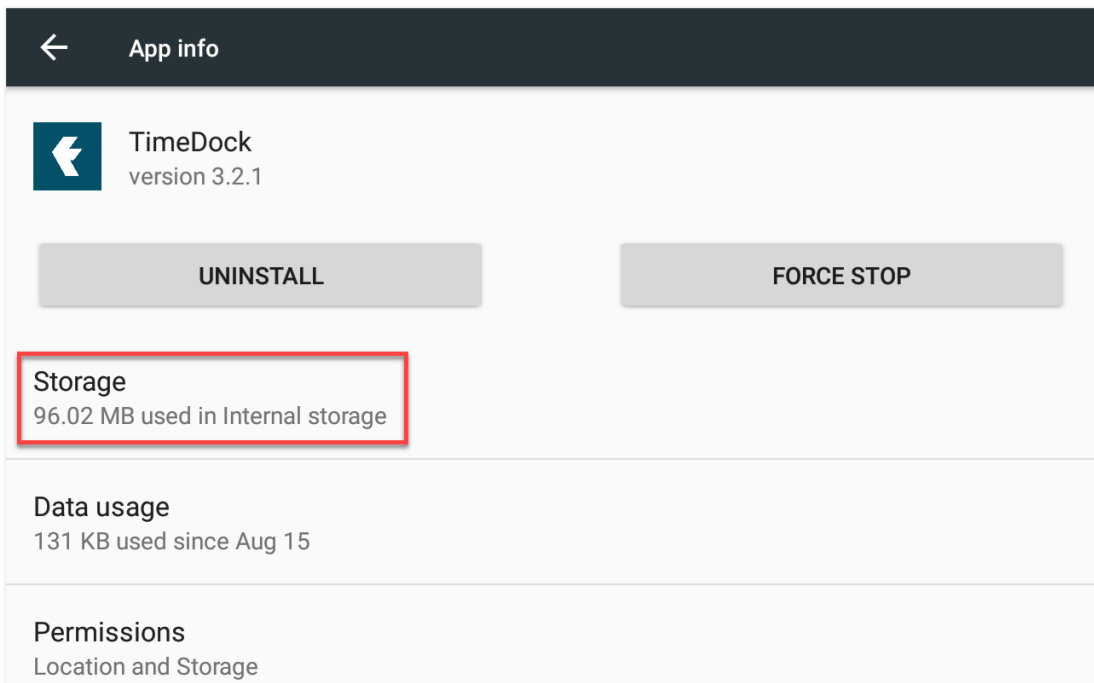 App info
TimeDock
version 3.2.1
UNINSTALL
FORCE STOP
Storage
96.02 MB used in Internal storage
Data usage
131 KB used since Aug 15
Permissions
Location and Storage